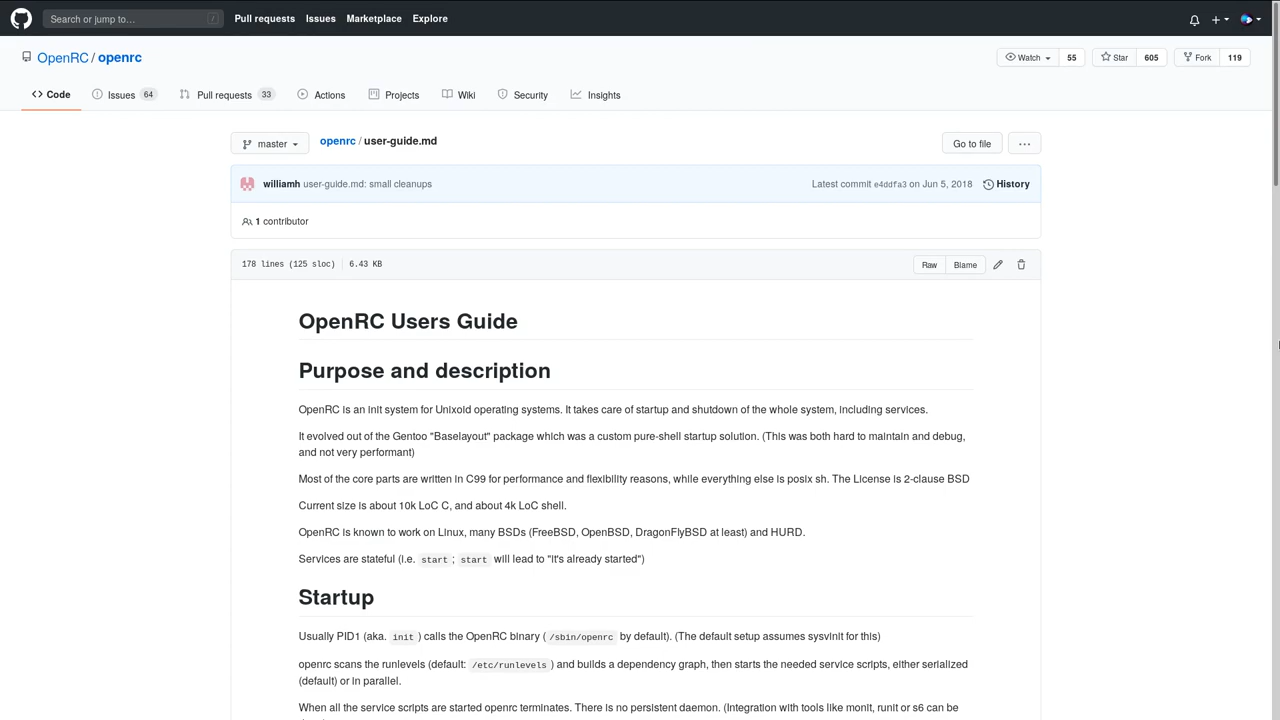 Search or jump to... /
Pull requests Issues Marketplace Explore
OpenRC / openrc
Watch 55 Star 605 Fork 119
Code Issues 64 Pull requests 33 Actions Projects Wiki Security Insights
master openrc / user-guide.md Go to file ...
williamh user-guide.md: small cleanups Latest commit e4ddfa3 on Jun 5, 2018 History
1 contributor
178 lines (125 sloc) 6.43 KB Raw Blame
OpenRC Users Guide
Purpose and description
OpenRC is an init system for Unixoid operating systems. It takes care of startup and shutdown of the whole system, including services.
It evolved out of the Gentoo "Baselayout" package which was a custom pure-shell startup solution. (This was both hard to maintain and debug,
and not very performant)
Most of the core parts are written in C99 for performance and flexibility reasons, while everything else is posix sh. The License is 2-clause BSD
Current size is about 10k LoC C, and about 4k LoC shell.
OpenRC is known to work on Linux, many BSDs (FreeBSD, OpenBSD, DragonFlyBSD at least) and HURD.
Services are stateful (i.e. start ; start will lead to "it's already started")
Startup
Usually PID1 (aka. init ) calls the OpenRC binary ( /sbin/openrc by default). (The default setup assumes sysvinit for this)
openrc scans the runlevels (default: /etc/runlevels ) and builds a dependency graph, then starts the needed service scripts, either serialized
(default) or in parallel.
When all the service scripts are started openrc terminates. There is no persistent daemon. (Integration with tools like monit, runit or s6 can be